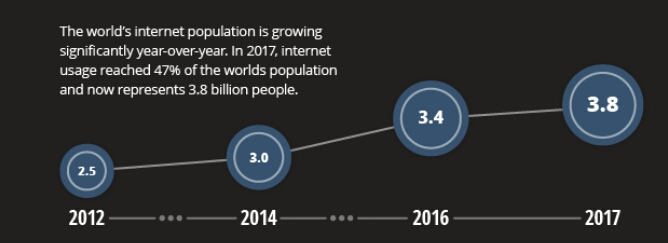 The world's internet population is growing
significantly year-over-year. In 2017, internet
usage reached 47% of the worlds population
and now represents 3.8 billion people.
2.5
3.0
3.4
3.8
2012
2014
2016
2017